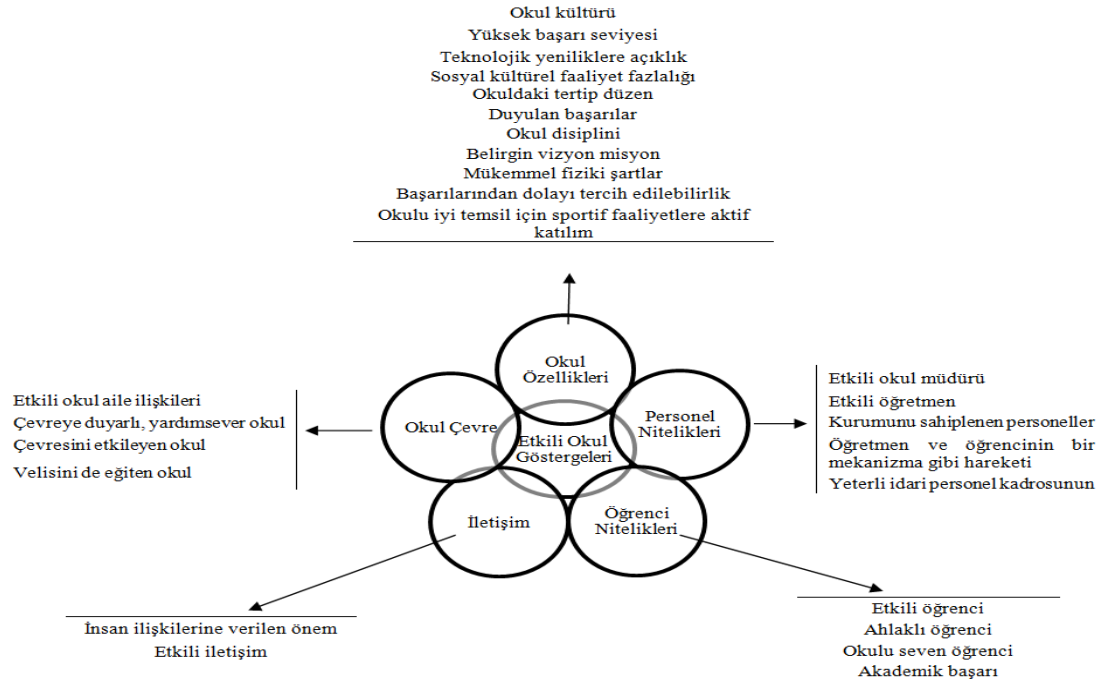 Okul kültürü
Yüksek başarı seviyesi
Teknolojik yeniliklere açıklık
Sosyal kültürel faaliyet fazlalığı
Okuldaki tertip düzen
Duyulan başarılar
Okul disiplini
Belirgin vizyon misyon
Mükemmel fiziki şartlar
Başarılarından dolayı tercih edilebilirlik
Okulu iyi temsil için sportif faaliyetlere aktif
katılım
Okul
Özellikleri
Etkili okul aile ilişkileri
Çevreye duyarlı, yardımsever okul
Çevresini etkileyen okul
Velisini de eğiten okul
Okul Çevre
Etkili Okul
Göstergeleri
Personel
Nitelikleri
Etkili okul müdürü
Etkili öğretmen
Kurumunu sahiplenen personeller
Öğretmen ve öğrencinin bir
mekanizma gibi hareketi
Yeterli idari personel kadrosunun
İletişim
Öğrenci
Nitelikleri
İnsan ilişkilerine verilen önem
Etkili iletişim
Etkili öğrenci
Ahlaklı öğrenci
Okulu seven öğrenci
Akademik başarı